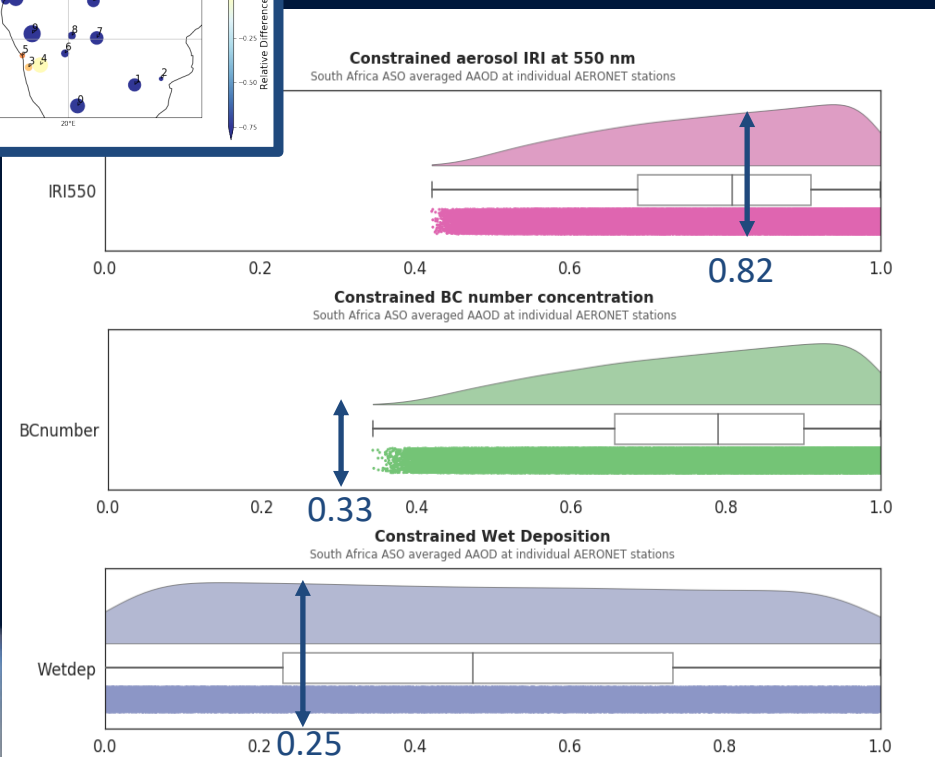 9 8 7
5 6
3 4
1 2
0
20°E
−0.25
−0.50
−0.75
Relative Difference
Constrained aerosol IRI at 550 nm
South Africa ASO averaged AAOD at individual AERONET stations
IRI550
0.0 0.2 0.4 0.6 1.0
0.82
Constrained BC number concentration
South Africa ASO averaged AAOD at individual AERONET stations
BCnumber
0.0 0.2 0.4 0.6 0.8 1.0
0.33
Constrained Wet Deposition
South Africa ASO averaged AAOD at individual AERONET stations
Wetdep
0.0 0.2 0.4 0.6 0.8 1.0
0.25